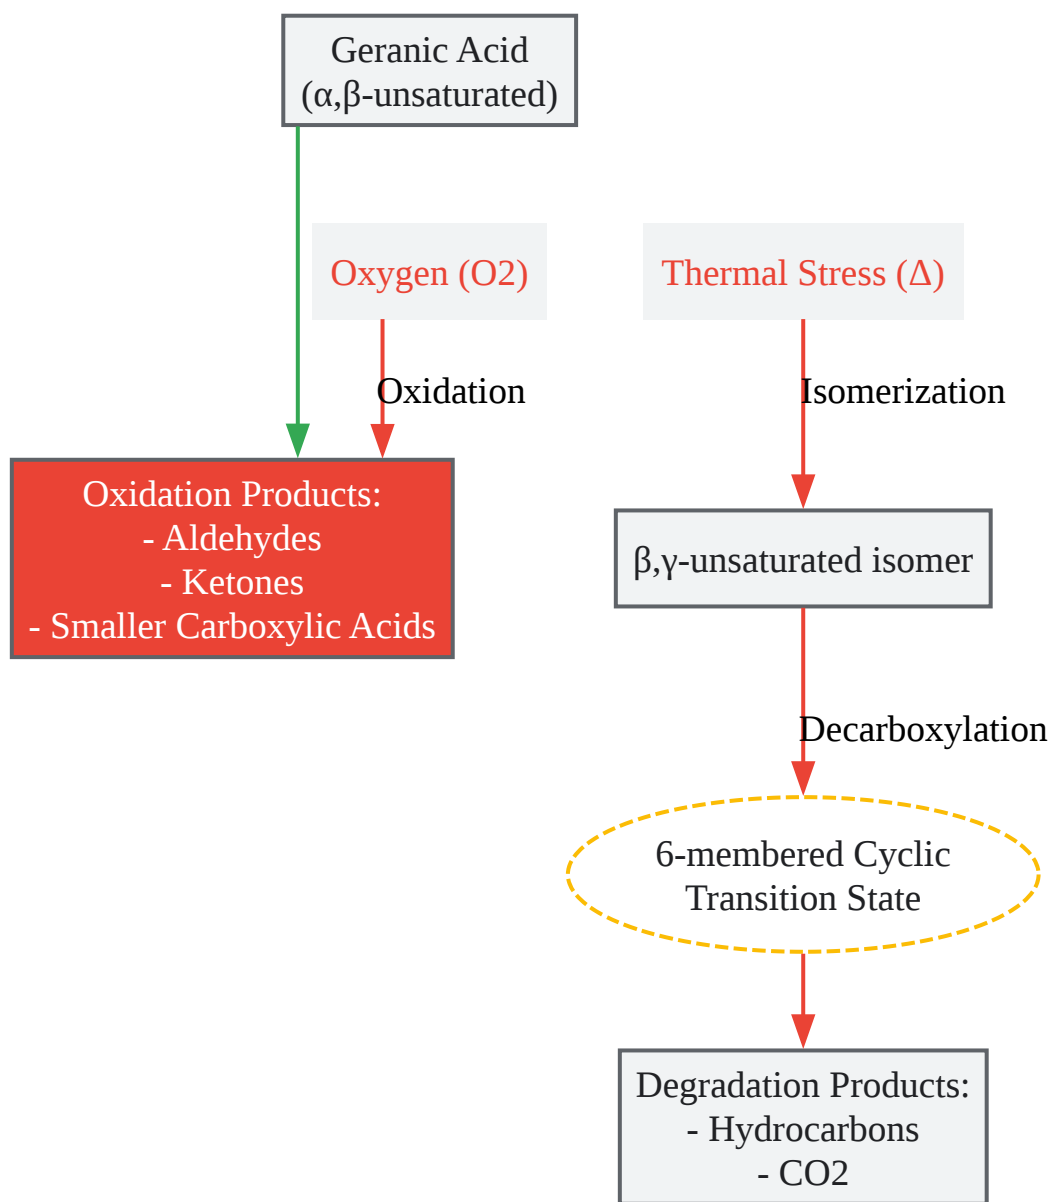 Geranic Acid
(α,β-unsaturated)
Oxygen (O2)
Thermal Stress (Δ)
Oxidation
Isomerization
Oxidation Products:
- Aldehydes
- Ketones
- Smaller Carboxylic Acids
β,γ-unsaturated isomer
Decarboxylation
6-membered Cyclic
Transition State
Degradation Products:
- Hydrocarbons
- CO2